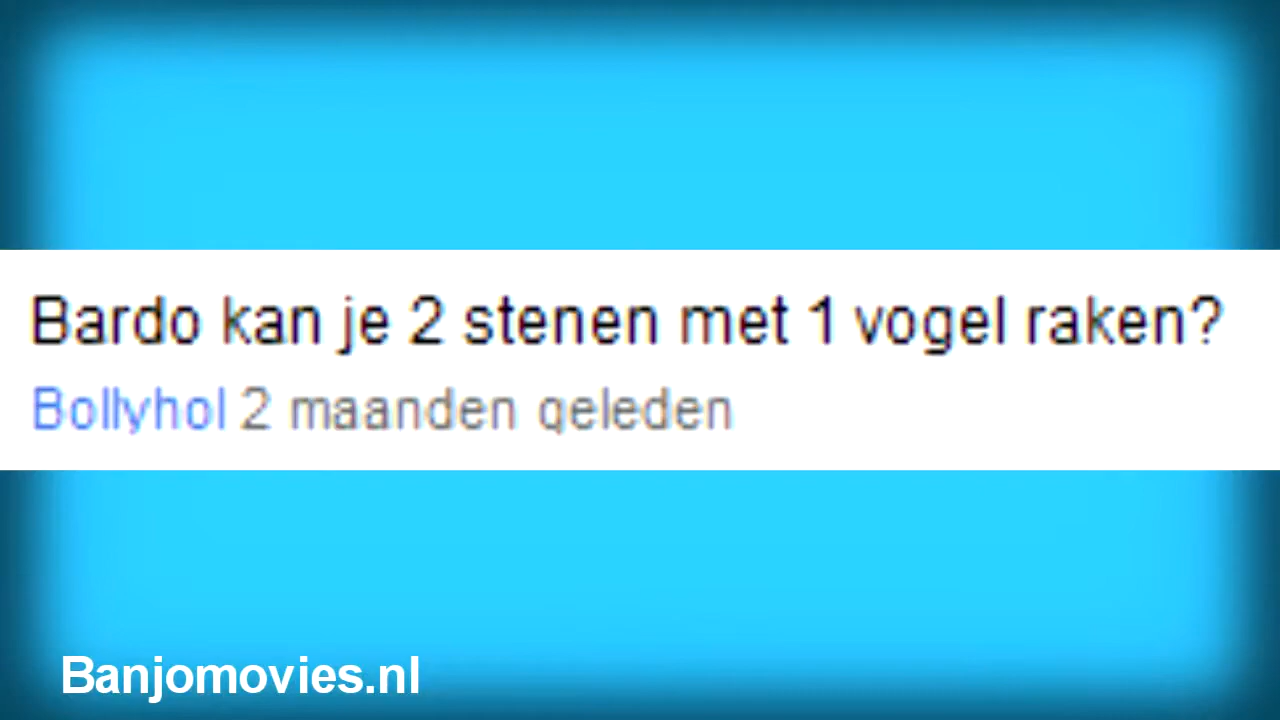 Bardo kan je 2 stenen met 1 vogel raken?
Bollyhol 2 maanden geleden
Banjomovies.nl